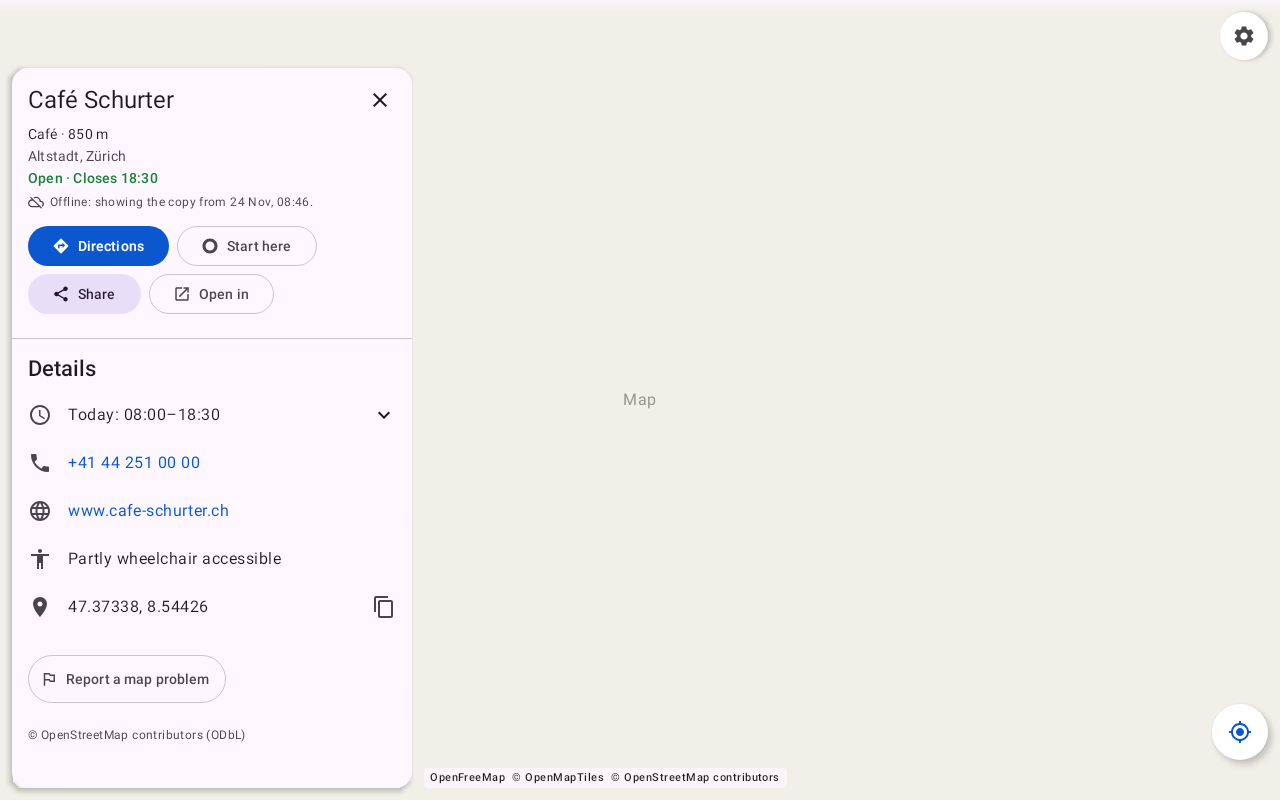 Café Schurter
Café · 850 m
Altstadt, Zürich
Open · Closes 18:30
Offline: showing the copy from 24 Nov, 08:46.
Directions
Start here
Share
Open in
Details
Today: 08:00–18:30
+41 44 251 00 00
www.cafe-schurter.ch
Partly wheelchair accessible
47.37338, 8.54426
Report a map problem
© OpenStreetMap contributors (ODbL)
Map
OpenFreeMap © OpenMapTiles © OpenStreetMap contributors